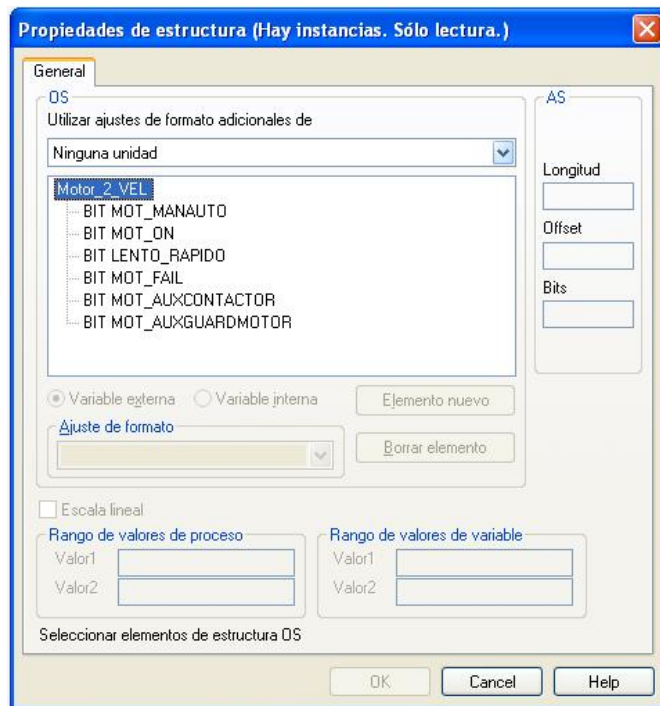 Propiedades de estructura (Hay instancias. Sólo lectura.)
General
OS
Utilizar ajustes de formato adicionales de
Ninguna unidad
Motor_2_VEL
BIT MOT_MANAUTO
BIT MOT_ON
BIT LENTO_RAPIDO
BIT MOT_FAIL
BIT MOT_AUXCONTACTOR
BIT MOT_AUXGUARDMOTOR
Variable externa
Variable interna
Elemento nuevo
Ajuste de formato
Borrar elemento
AS
Longitud
Offset
Bits
Escala lineal
Rango de valores de proceso
Valor1
Valor2
Rango de valores de variable
Valor1
Valor2
Seleccionar elementos de estructura OS
OK
Cancel
Help